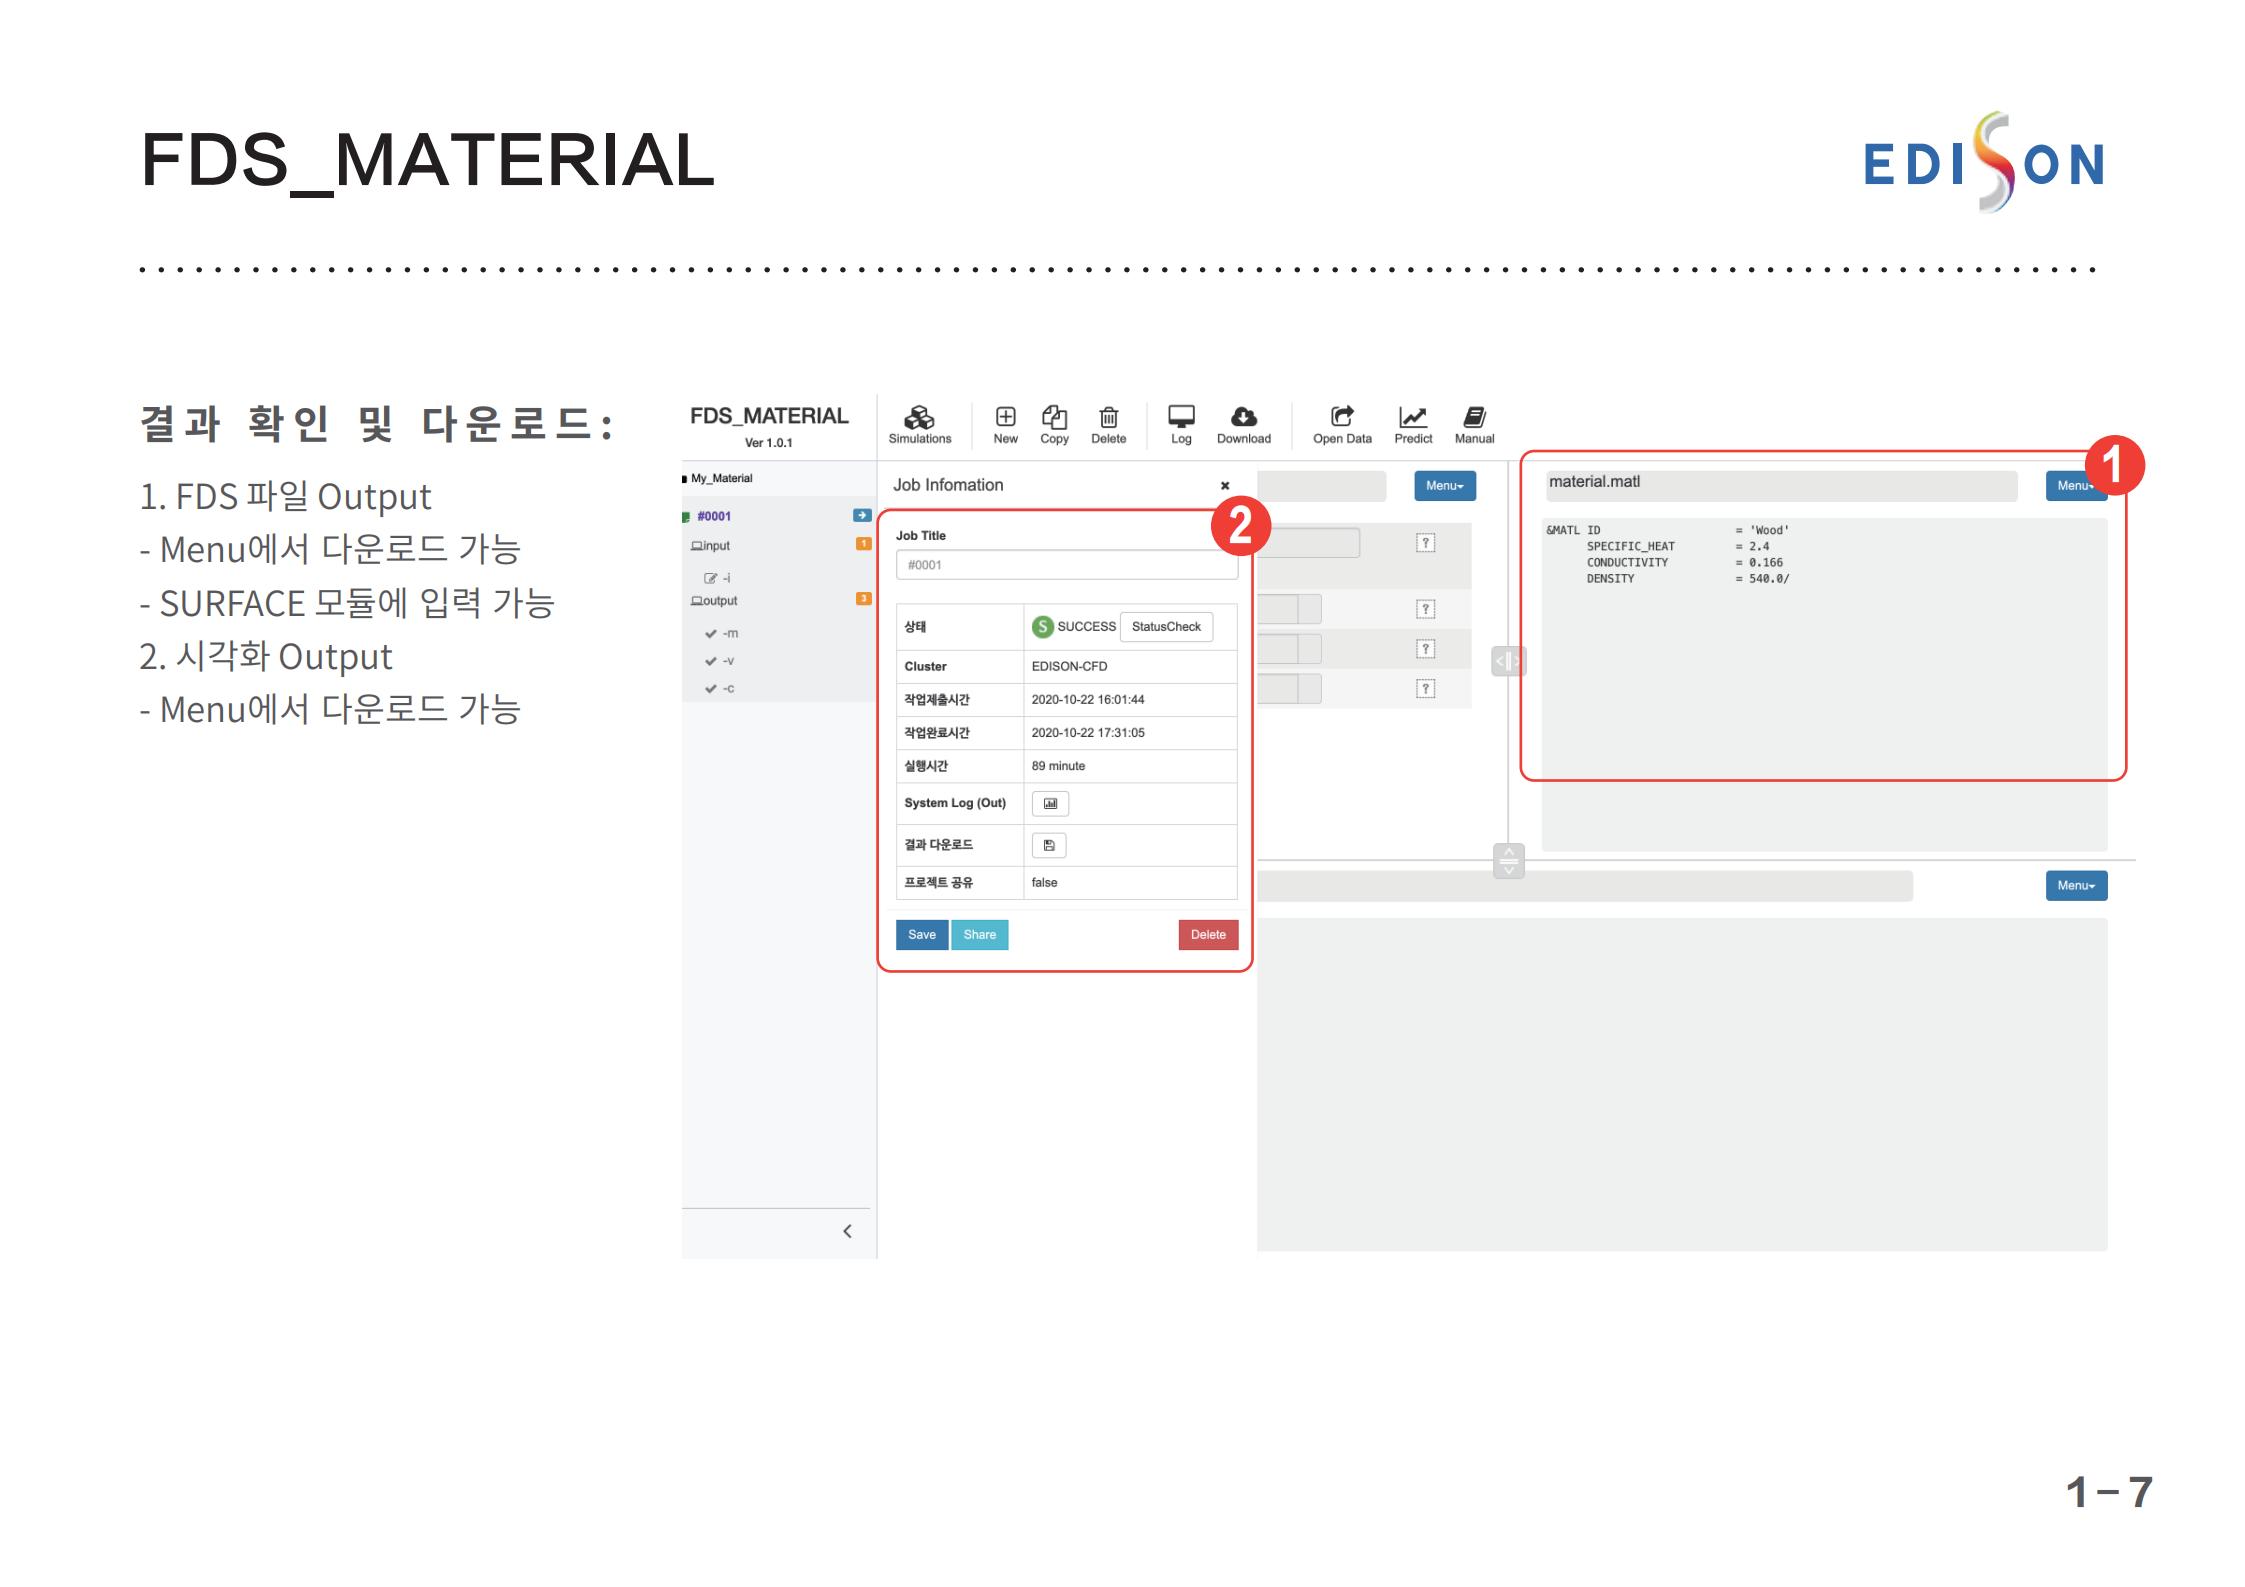 FDS_MATERIAL
EDISON
결과 확인 및 다운로드:
1. FDS 파일 Output
- Menu에서 다운로드 가능
- SURFACE 모듈에 입력 가능
2. 시각화 Output
- Menu에서 다운로드 가능
FDS_MATERIAL
Ver 1.0.1
Simulations New Copy Delete Log Download Open Data Predict Manual
My_Material
#0001
input 1
-i
output 3
-m
-v
-c
Job Infomation
2
Job Title
#0001
상태 S SUCCESS StatusCheck
Cluster EDISON-CFD
작업제출시간 2020-10-22 16:01:44
작업완료시간 2020-10-22 17:31:05
실행시간 89 minute
System Log (Out)
결과 다운로드
프로젝트 공유 false
Save Share Delete
Menu
?
?
?
?
1
material.matl Menu
&MATL ID = 'Wood'
SPECIFIC_HEAT = 2.4
CONDUCTIVITY = 0.166
DENSITY = 540.0/
Menu
1-7